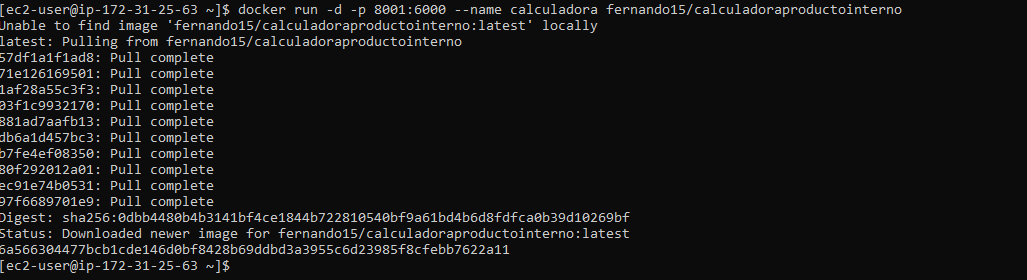 [ec2-user@ip-172-31-25-63 ~]$ docker run -d -p 8001:6000 --name calculadora fernando15/calculadoraproductointerno
Unable to find image 'fernando15/calculadoraproductointerno:latest' locally
latest: Pulling from fernando15/calculadoraproductointerno
57df1a1f1ad8: Pull complete
71e126169501: Pull complete
1af28a55c3f3: Pull complete
03f1c9932170: Pull complete
881ad7aafb13: Pull complete
db6a1d457bc3: Pull complete
b7fe4ef08350: Pull complete
80f292012a01: Pull complete
ec91e74b0531: Pull complete
97f6689701e9: Pull complete
Digest: sha256:0dbb4480b4b3141bf4ce1844b722810540bf9a61bd4b6d8fdfca0b39d10269bf
Status: Downloaded newer image for fernando15/calculadoraproductointerno:latest
6a566304477bcb1cde146d0bf8428b69ddbd3a3955c6d23985f8cfebb7622a11
[ec2-user@ip-172-31-25-63 ~]$